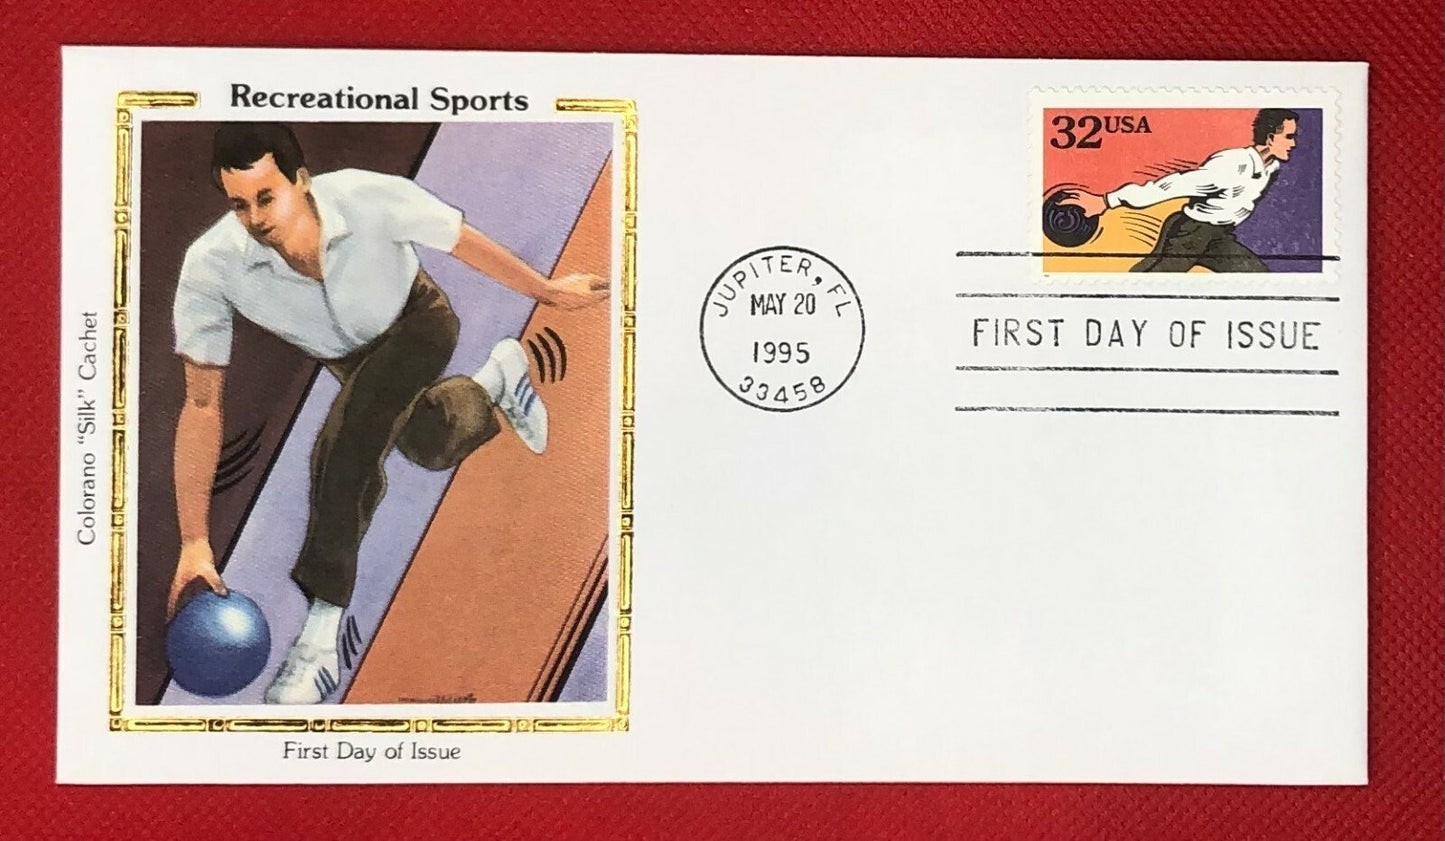 Recreational Sports
Colorano "Silk" Cachet
First Day of Issue
JUPITER, FL
MAY 20
1995
33458
32USA
FIRST DAY OF ISSUE